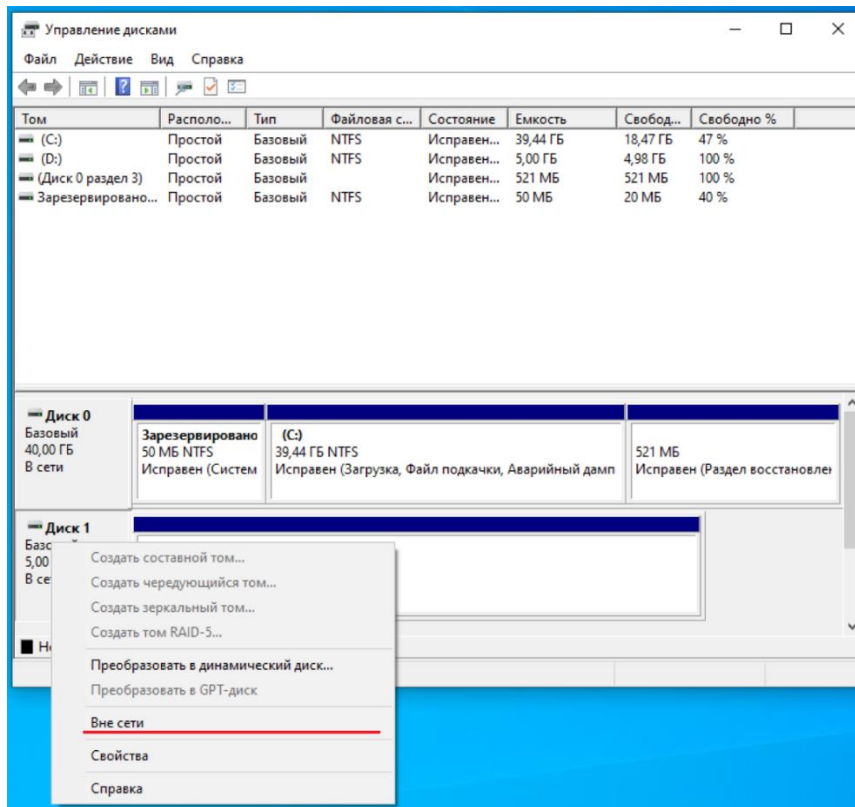 Управление дисками
Файл Действие Вид Справка
Том Располо... Тип Файловая с... Состояние Емкость Свобод... Свободно %
(C:) Простой Базовый NTFS Исправен... 39,44 ГБ 18,47 ГБ 47 %
(D:) Простой Базовый NTFS Исправен... 5,00 ГБ 4,98 ГБ 100 %
(Диск 0 раздел 3) Простой Базовый Исправен... 521 МБ 521 МБ 100 %
Зарезервировано... Простой Базовый NTFS Исправен... 50 МБ 20 МБ 40 %
Диск 0
Базовый
40,00 ГБ
В сети
Зарезервировано
50 МБ NTFS
Исправен (Систем
(C:)
39,44 ГБ NTFS
Исправен (Загрузка, Файл подкачки, Аварийный дамп
521 МБ
Исправен (Раздел восстановлен
Диск 1
5,00
Создать составной том...
Создать чередующийся том...
Создать зеркальный том...
Создать том RAID-5...
Преобразовать в динамический диск...
Преобразовать в GPT-диск
Вне сети
Свойства
Справка